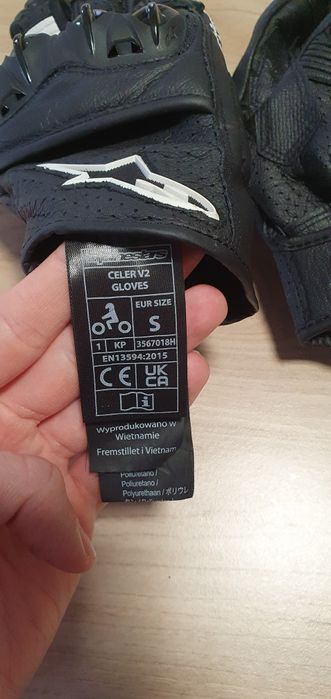 alpinestars
CELER V2
GLOVES
EUR SIZE
S
1 KP 3567018H
EN13594:2015
CE UK
CA
i
Wyprodukowano w
Wietnamie
Fremstillet i Vietnam
Poliuretano /
Poliuretano /
Polyurethaan / ポリウレ